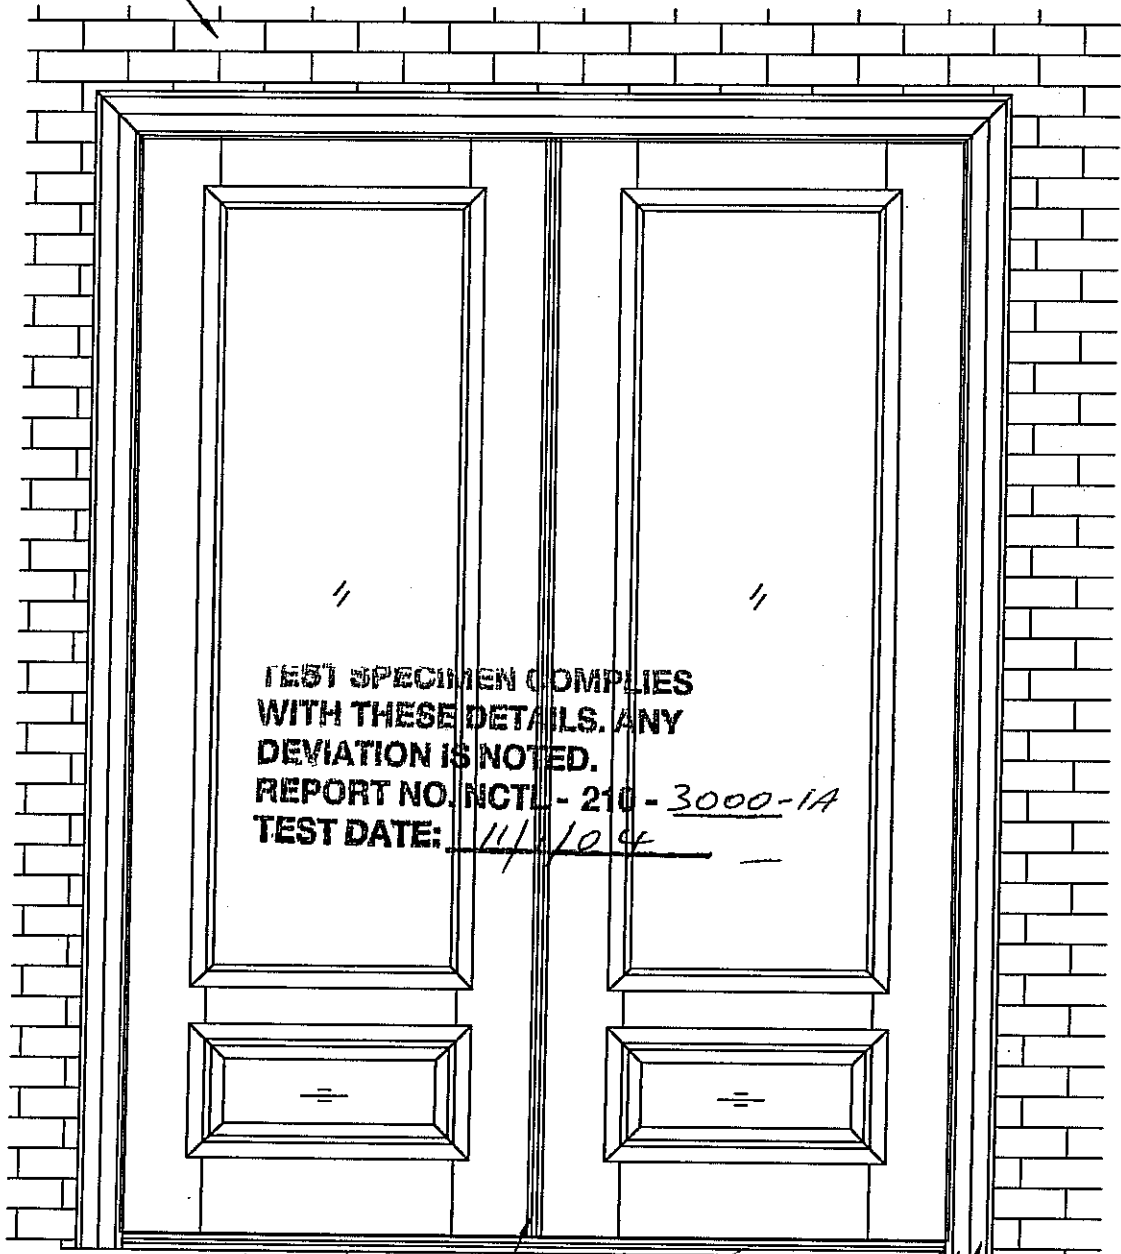 TEST SPECIMEN COMPLIES
WITH THESE DETAILS. ANY
DEVIATION IS NOTED.
REPORT NO. NCTL - 210 - 3000-1A
TEST DATE: 11/1/04